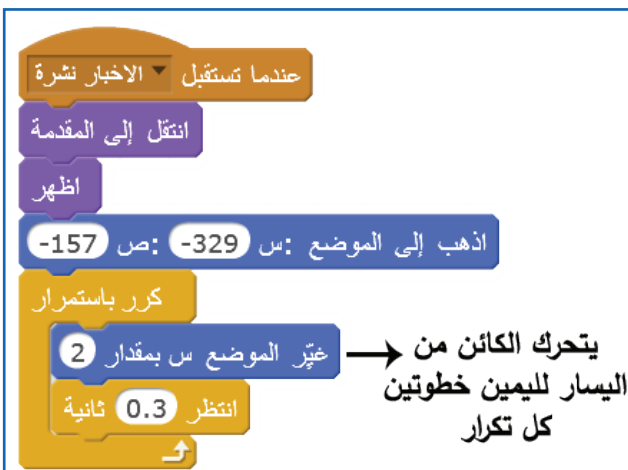 عندما تستقبل الاخبار نشرة
انتقل إلى المقدمة
اظهر
اذهب إلى الموضع :س -329 :ص -157
كرر باستمرار
غيِّر الموضع س بمقدار 2
انتظر 0.3 ثانية
يتحرك الكائن من
اليسار لليمين خطوتين
كل تكرار